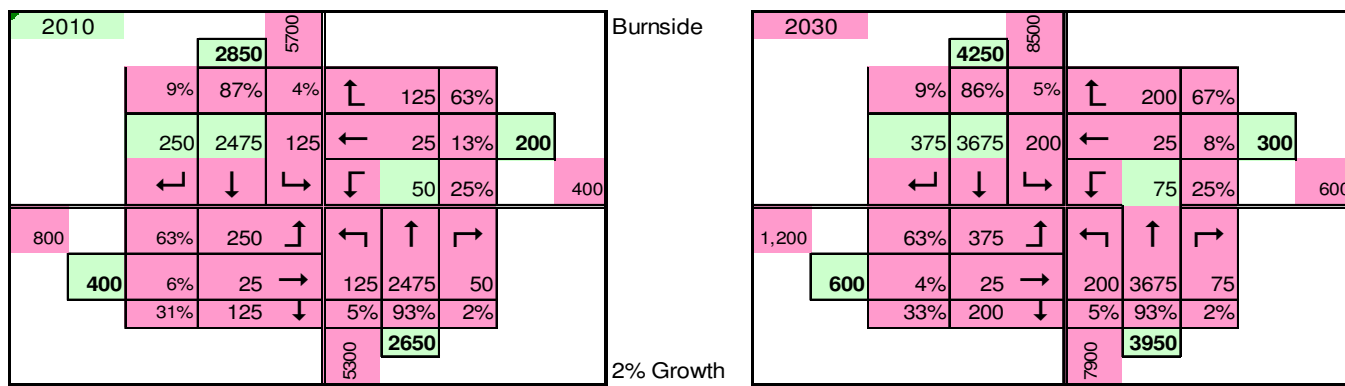 2010 5700 Burnside 2030 8500
2850 4250
9% 87% 4% 125 63% 9% 86% 5% 200 67%
250 2475 125 25 13% 200 375 3675 200 25 8% 300
50 25% 400 75 25% 600
800 63% 250 1,200 63% 375
400 6% 25 125 2475 50 600 4% 25 200 3675 75
31% 125 5% 93% 2% 33% 200 5% 93% 2%
5300 2650 7900 3950
2% Growth